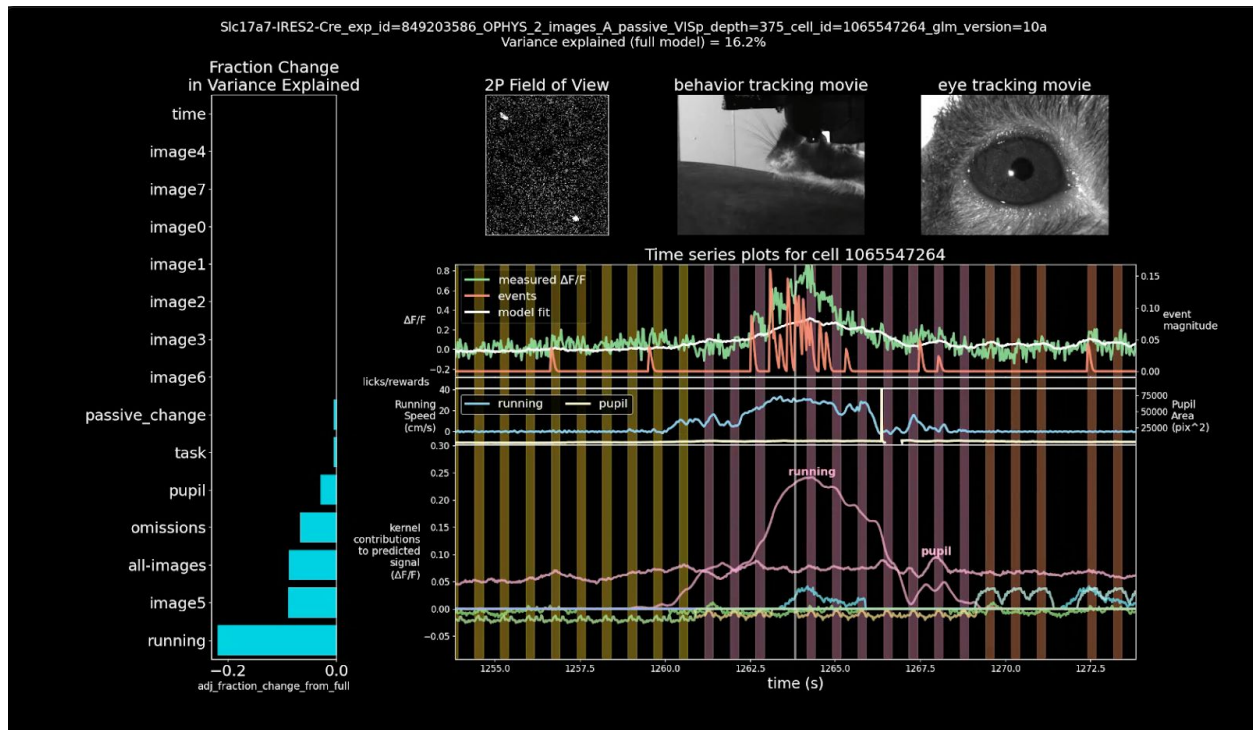 Slc17a7-IRES2-Cre_exp_id=849203586_OPHYS_2_images_A_passive_VISp_depth=375_cell_id=1065547264_glm_version=10a
Variance explained (full model) = 16.2%
Fraction Change
in Variance Explained
time
image4
image7
image0
image1
image2
image3
image6
passive_change
task
pupil
omissions
all-images
image5
running
−0.2 0.0
adj_fraction_change_from_full
2P Field of View
behavior tracking movie
eye tracking movie
Time series plots for cell 1065547264
measured ΔF/F
events
model fit
ΔF/F
0.8
0.6
0.4
0.2
0.0
−0.2
0.15
0.10
0.05
0.00
event
magnitude
licks/rewards
Running
Speed
(cm/s)
40
20
0
running pupil
75000
50000
25000
Pupil
Area
(pix^2)
kernel
contributions
to predicted
signal
(ΔF/F)
0.30
0.25
0.20
0.15
0.10
0.05
0.00
−0.05
running
pupil
1255.0 1257.5 1260.0 1262.5 1265.0 1267.5 1270.0 1272.5
time (s)